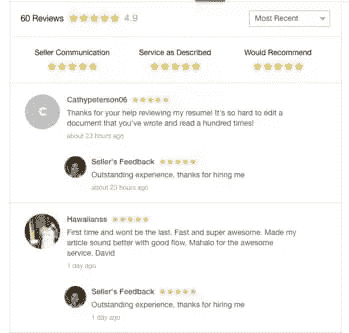 60 Reviews 4.9 Most Recent
Seller Communication Service as Described Would Recommend
C
Cathypeterson06
Thanks for your help reviewing my resume! It's so hard to edit a
document that you've wrote and read a hundred times!
about 23 hours ago
Seller's Feedback
Outstanding experience, thanks for hiring me
about 23 hours ago
Hawaiianss
First time and wont be the last. Fast and super awesome. Made my
article sound better with good flow. Mahalo for the awesome
service. David
1 day ago
Seller's Feedback
Outstanding experience, thanks for hiring me
1 day ago